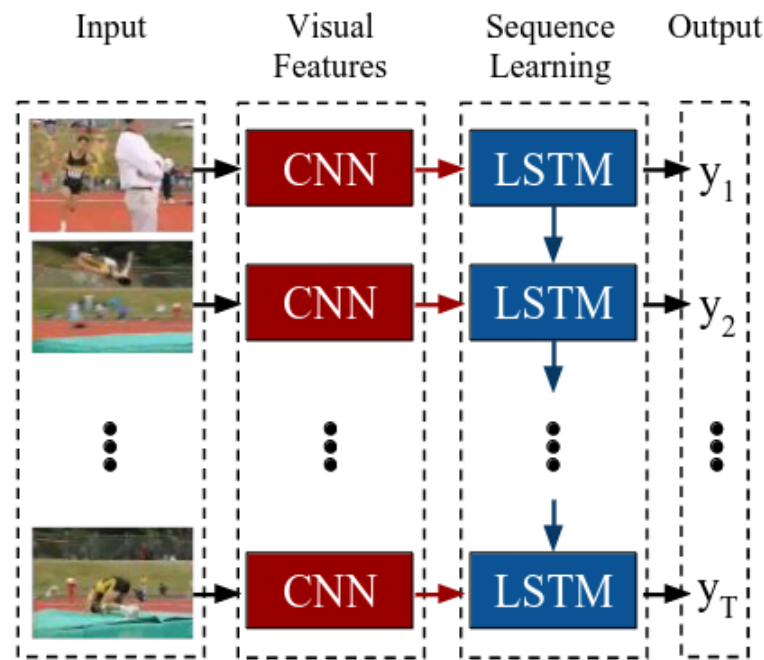 Input
Visual
Features
Sequence
Learning
Output
CNN
LSTM
y1
CNN
LSTM
y2
CNN
LSTM
yT